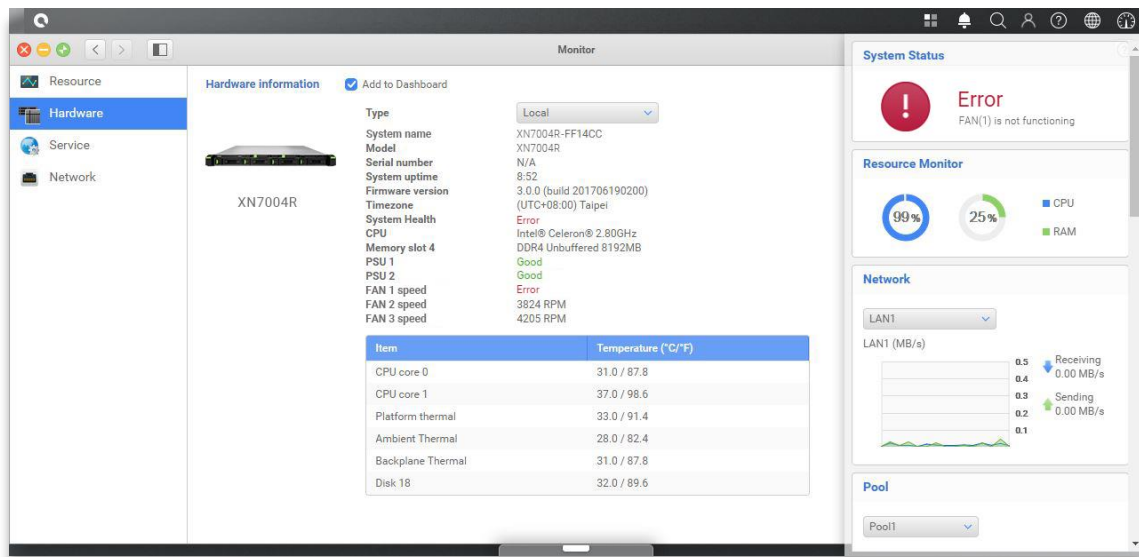 Monitor
Resource
Hardware
Service
Network
Hardware information
Add to Dashboard
XN7004R
Type Local
System name XN7004R-FF14CC
Model XN7004R
Serial number N/A
System uptime 8:52
Firmware version 3.0.0 (build 201706190200)
Timezone (UTC+08:00) Taipei
System Health Error
CPU Intel® Celeron® 2.80GHz
Memory slot 4 DDR4 Unbuffered 8192MB
PSU 1 Good
PSU 2 Good
FAN 1 speed Error
FAN 2 speed 3824 RPM
FAN 3 speed 4205 RPM
Item Temperature (°C/°F)
CPU core 0 31.0 / 87.8
CPU core 1 37.0 / 98.6
Platform thermal 33.0 / 91.4
Ambient Thermal 28.0 / 82.4
Backplane Thermal 31.0 / 87.8
Disk 18 32.0 / 89.6
System Status
Error
FAN(1) is not functioning
Resource Monitor
99%
25%
CPU
RAM
Network
LAN1
LAN1 (MB/s)
0.5
0.4
0.3
0.2
0.1
Receiving
0.00 MB/s
Sending
0.00 MB/s
Pool
Pool1